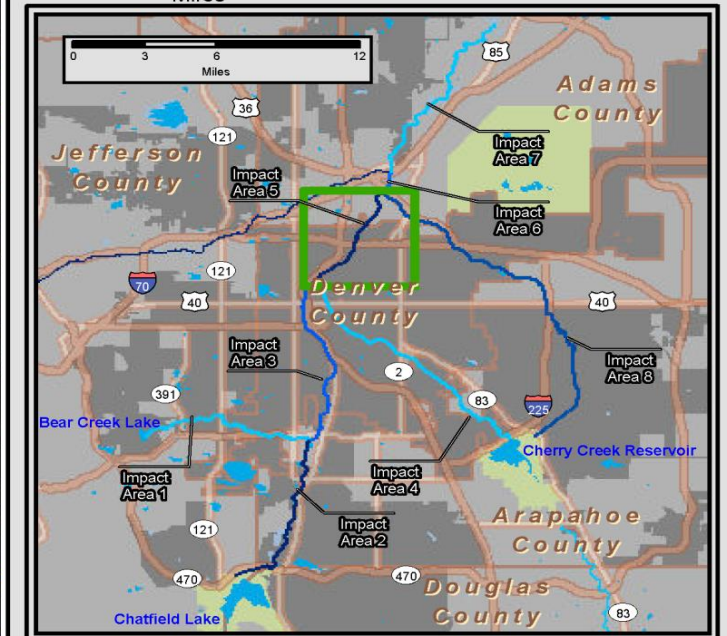 Miles
0 3 6 12
Miles
85
Adams
County
36
121
Jefferson
County
Impact
Area 7
Impact
Area 5
Impact
Area 6
70
121
40
Denver
County
40
Impact
Area 3
2
Impact
Area 8
391
83
225
Bear Creek Lake
Cherry Creek Reservoir
Impact
Area 1
Impact
Area 4
Impact
Area 2
Arapahoe
County
121
470
470
Douglas
County
Chatfield Lake
83